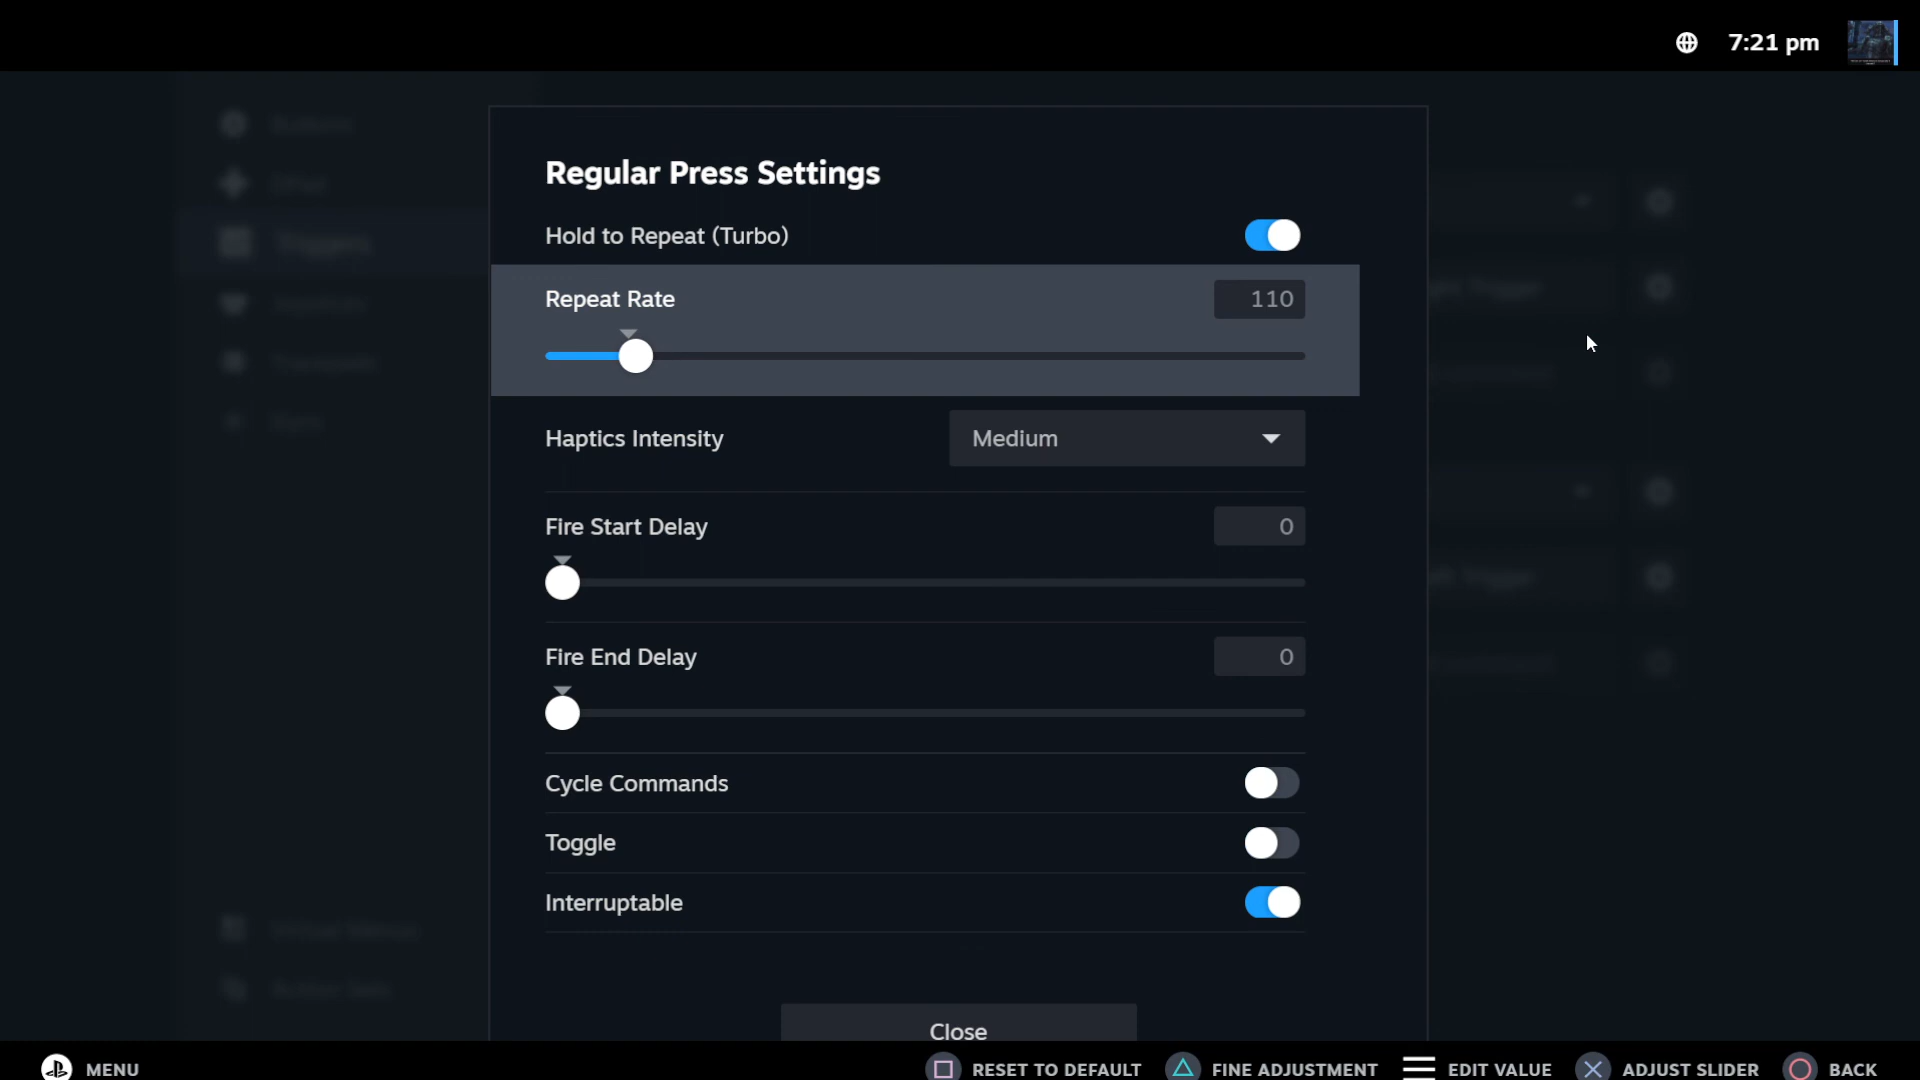 7:21 pm
Regular Press Settings
Hold to Repeat (Turbo)
Repeat Rate 110
Haptics Intensity Medium
Fire Start Delay 0
Fire End Delay 0
Cycle Commands
Toggle
Interruptable
Close
MENU RESET TO DEFAULT FINE ADJUSTMENT EDIT VALUE ADJUST SLIDER BACK